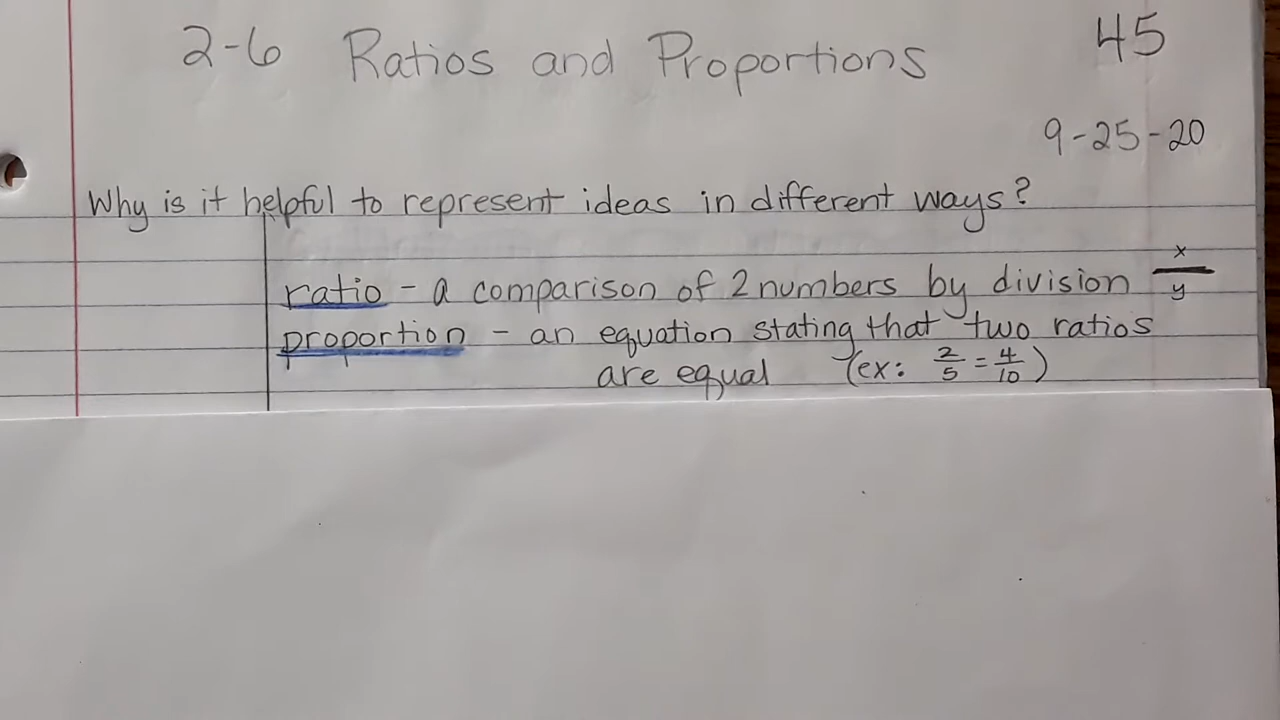 2-6 Ratios and Proportions 45
9-25-20
Why is it helpful to represent ideas in different ways?
ratio - a comparison of 2 numbers by division x/y
proportion - an equation stating that two ratios
are equal (ex: 2/5 = 4/10)